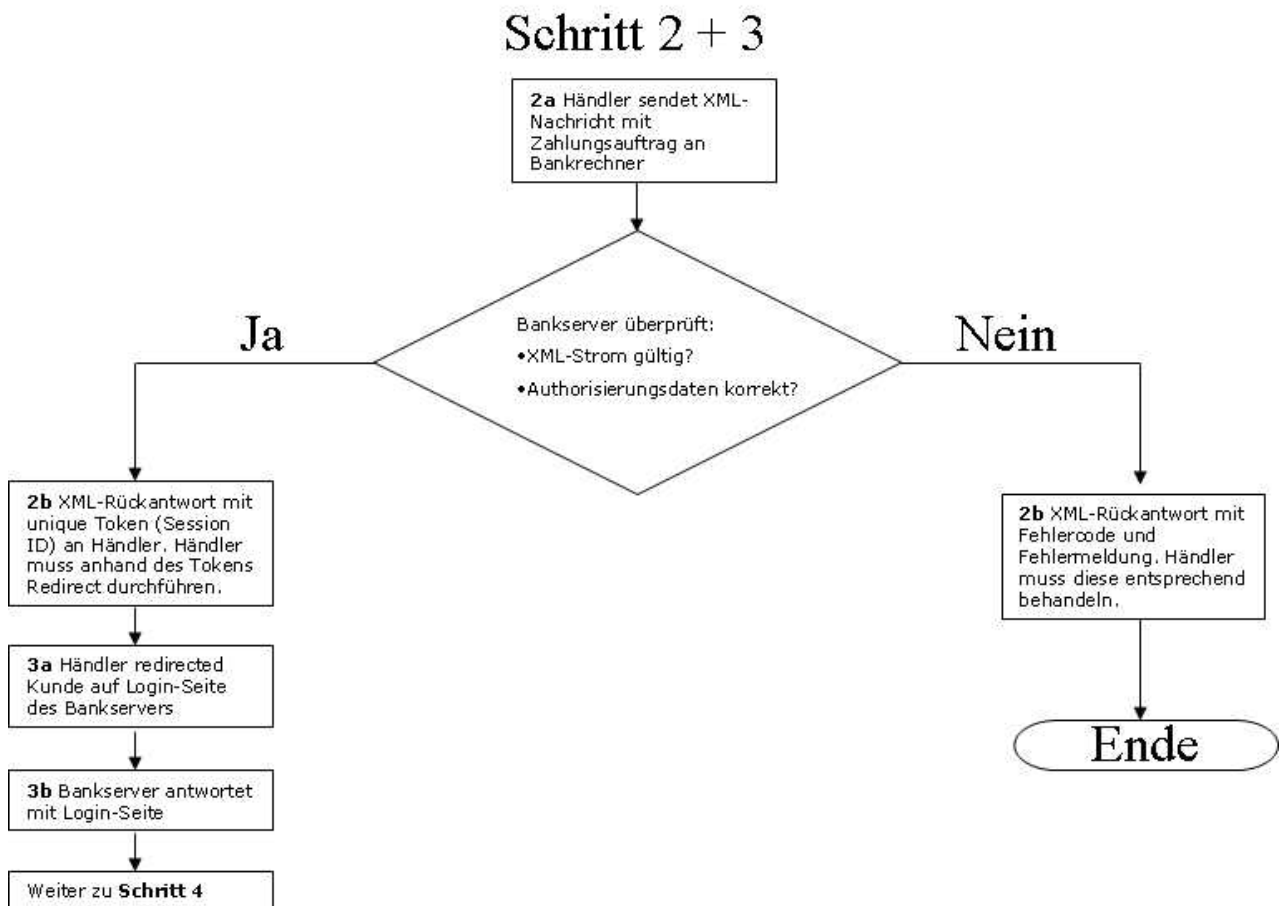 Schritt 2 + 3
2a Händler sendet XML-
Nachricht mit
Zahlungsauftrag an
Bankrechner
Ja
Bankserver überprüft:
•XML-Strom gültig?
•Authorisierungsdaten korrekt?
Nein
2b XML-Rückantwort mit
unique Token (Session
ID) an Händler. Händler
muss anhand des Tokens
Redirect durchführen.
2b XML-Rückantwort mit
Fehlercode und
Fehlermeldung. Händler
muss diese entsprechend
behandeln.
3a Händler redirected
Kunde auf Login-Seite
des Bankservers
Ende
3b Bankserver antwortet
mit Login-Seite
Weiter zu Schritt 4